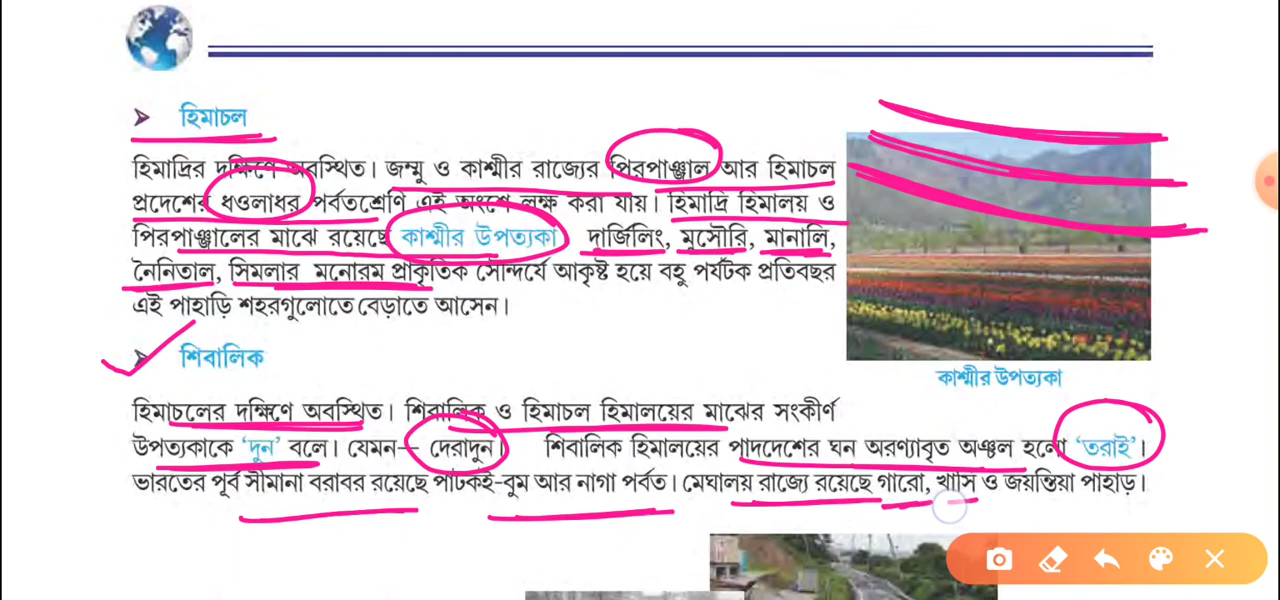 হিমাচল
হিমাদ্রির দক্ষিণে অবস্থিত। জম্মু ও কাশ্মীর রাজ্যের পিরপাঞ্জাল আর হিমাচল
প্রদেশের ধওলাধর পর্বতশ্রেণি এই অংশে লক্ষ করা যায়। হিমাদ্রি হিমালয় ও
পিরপাঞ্জালের মাঝে রয়েছে কাশ্মীর উপত্যকা দার্জিলিং, মুসৌরি, মানালি,
নৈনিতাল, সিমলার মনোরম প্রাকৃতিক সৌন্দর্যে আকৃষ্ট হয়ে বহু পর্যটক প্রতিবছর
এই পাহাড়ি শহরগুলোতে বেড়াতে আসেন।
কাশ্মীর উপত্যকা
শিবালিক
হিমাচলের দক্ষিণে অবস্থিত। শিবালিক ও হিমাচল হিমালয়ের মাঝের সংকীর্ণ
উপত্যকাকে ‘দুন’ বলে। যেমন— দেরাদুন। শিবালিক হিমালয়ের পাদদেশের ঘন অরণ্যাবৃত অঞ্চল হলো ‘তরাই’।
ভারতের পূর্ব সীমানা বরাবর রয়েছে পাটকই-বুম আর নাগা পর্বত। মেঘালয় রাজ্যে রয়েছে গারো, খাসি ও জয়ন্তিয়া পাহাড়।